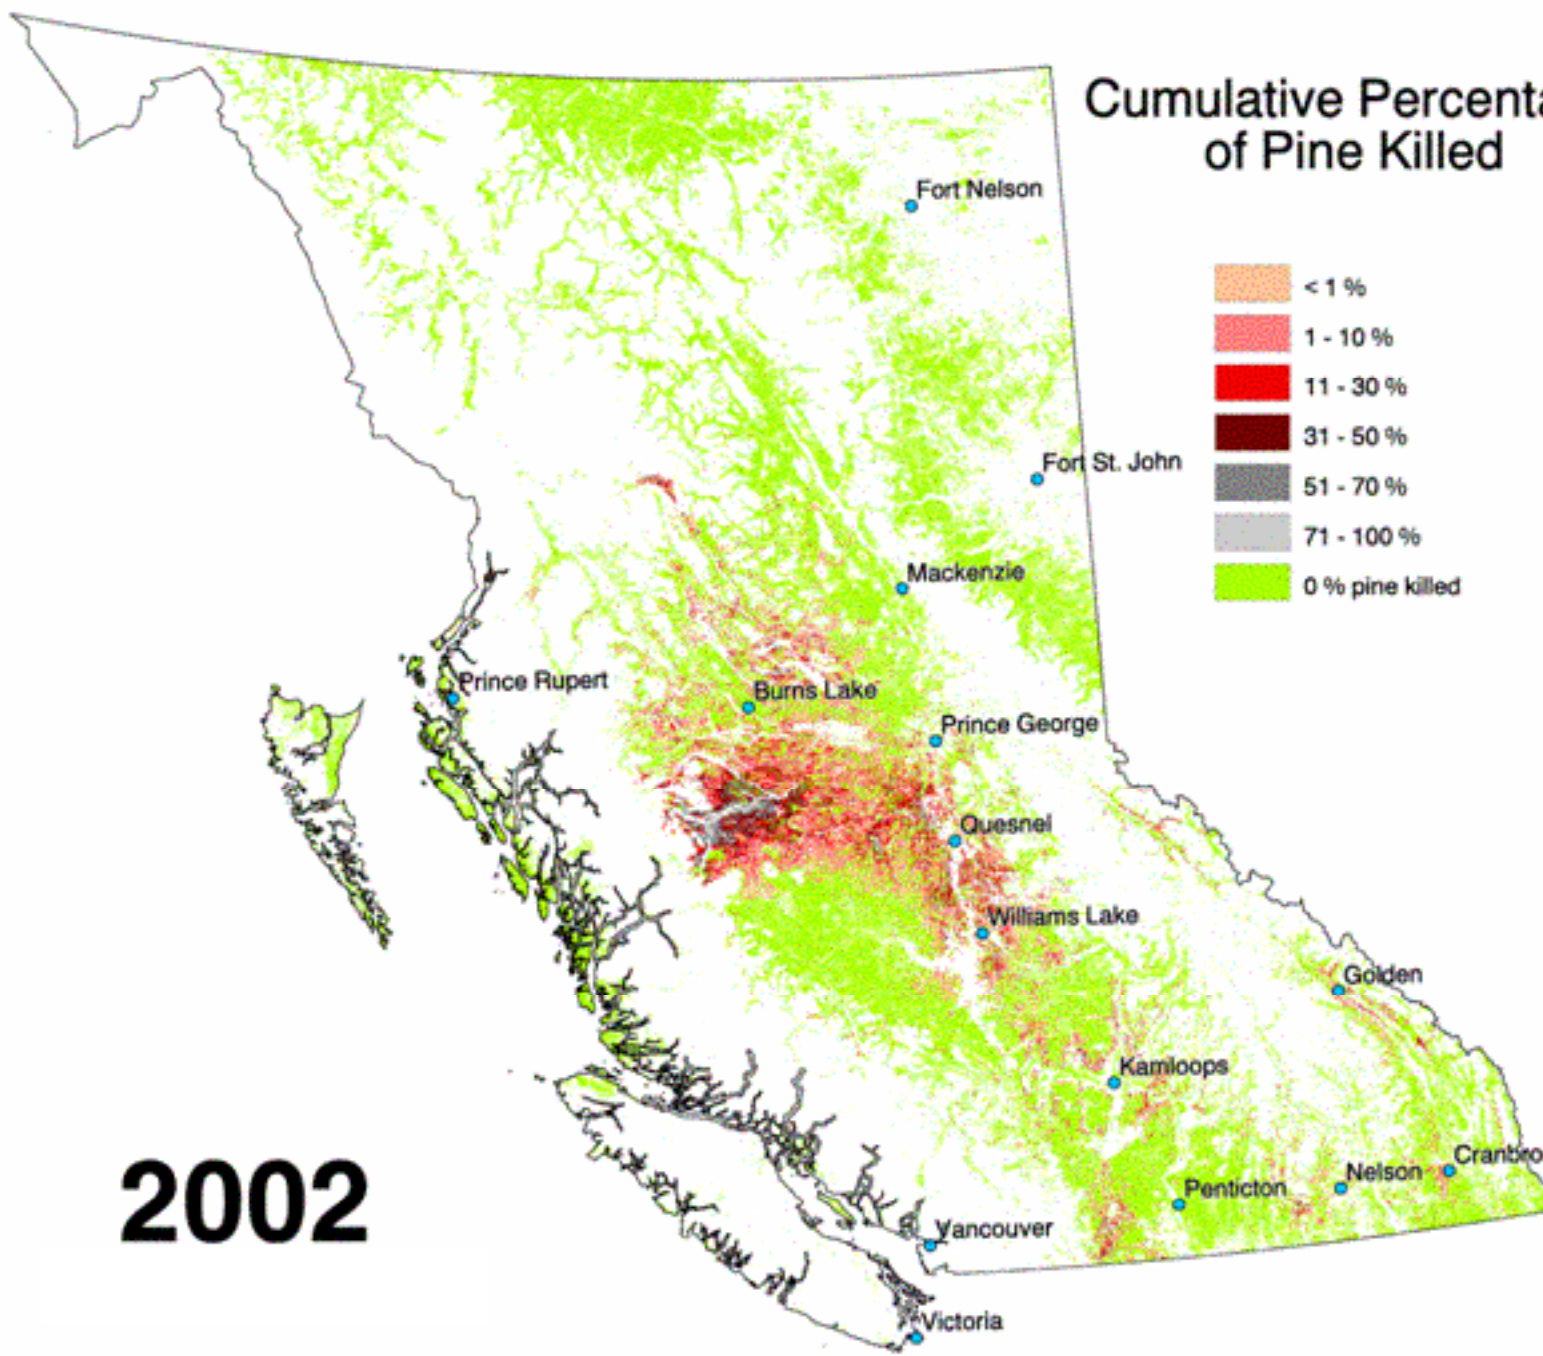 Cumulative Percenta
of Pine Killed
Fort Nelson
< 1 %
1 - 10 %
11 - 30 %
31 - 50 %
51 - 70 %
71 - 100 %
0 % pine killed
Fort St. John
Mackenzie
Prince Rupert
Burns Lake
Prince George
Quesnel
Williams Lake
Golden
Kamloops
Cranbro
Nelson
Penticton
Vancouver
Victoria
2002